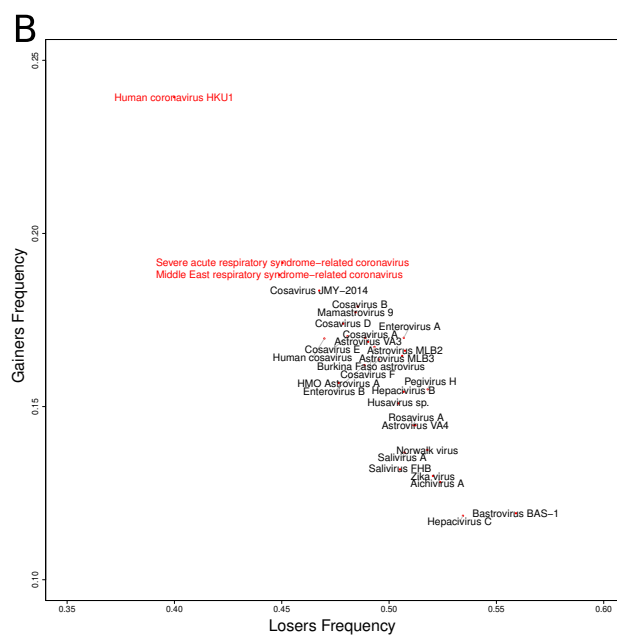 B
0.25
Human coronavirus HKU1
0.20
Severe acute respiratory syndrome−related coronavirus
Middle East respiratory syndrome−related coronavirus
Cosavirus JMY−2014
Cosavirus B
Mamastrovirus 9
Cosavirus D
Enterovirus A
Cosavirus A
Astrovirus VA3
Cosavirus E
Astrovirus MLB2
Human cosavirus
Astrovirus MLB3
Burkina Faso astrovirus
Cosavirus F
HMO Astrovirus A
Pegivirus H
Enterovirus B
Hepacivirus B
Husavirus sp.
0.15
Rosavirus A
Astrovirus VA4
Norwalk virus
Salivirus A
Salivirus FHB
Zika virus
Aichivirus A
Bastrovirus BAS−1
Hepacivirus C
0.10
Gainers Frequency
0.35 0.40 0.45 0.50 0.55 0.60
Losers Frequency